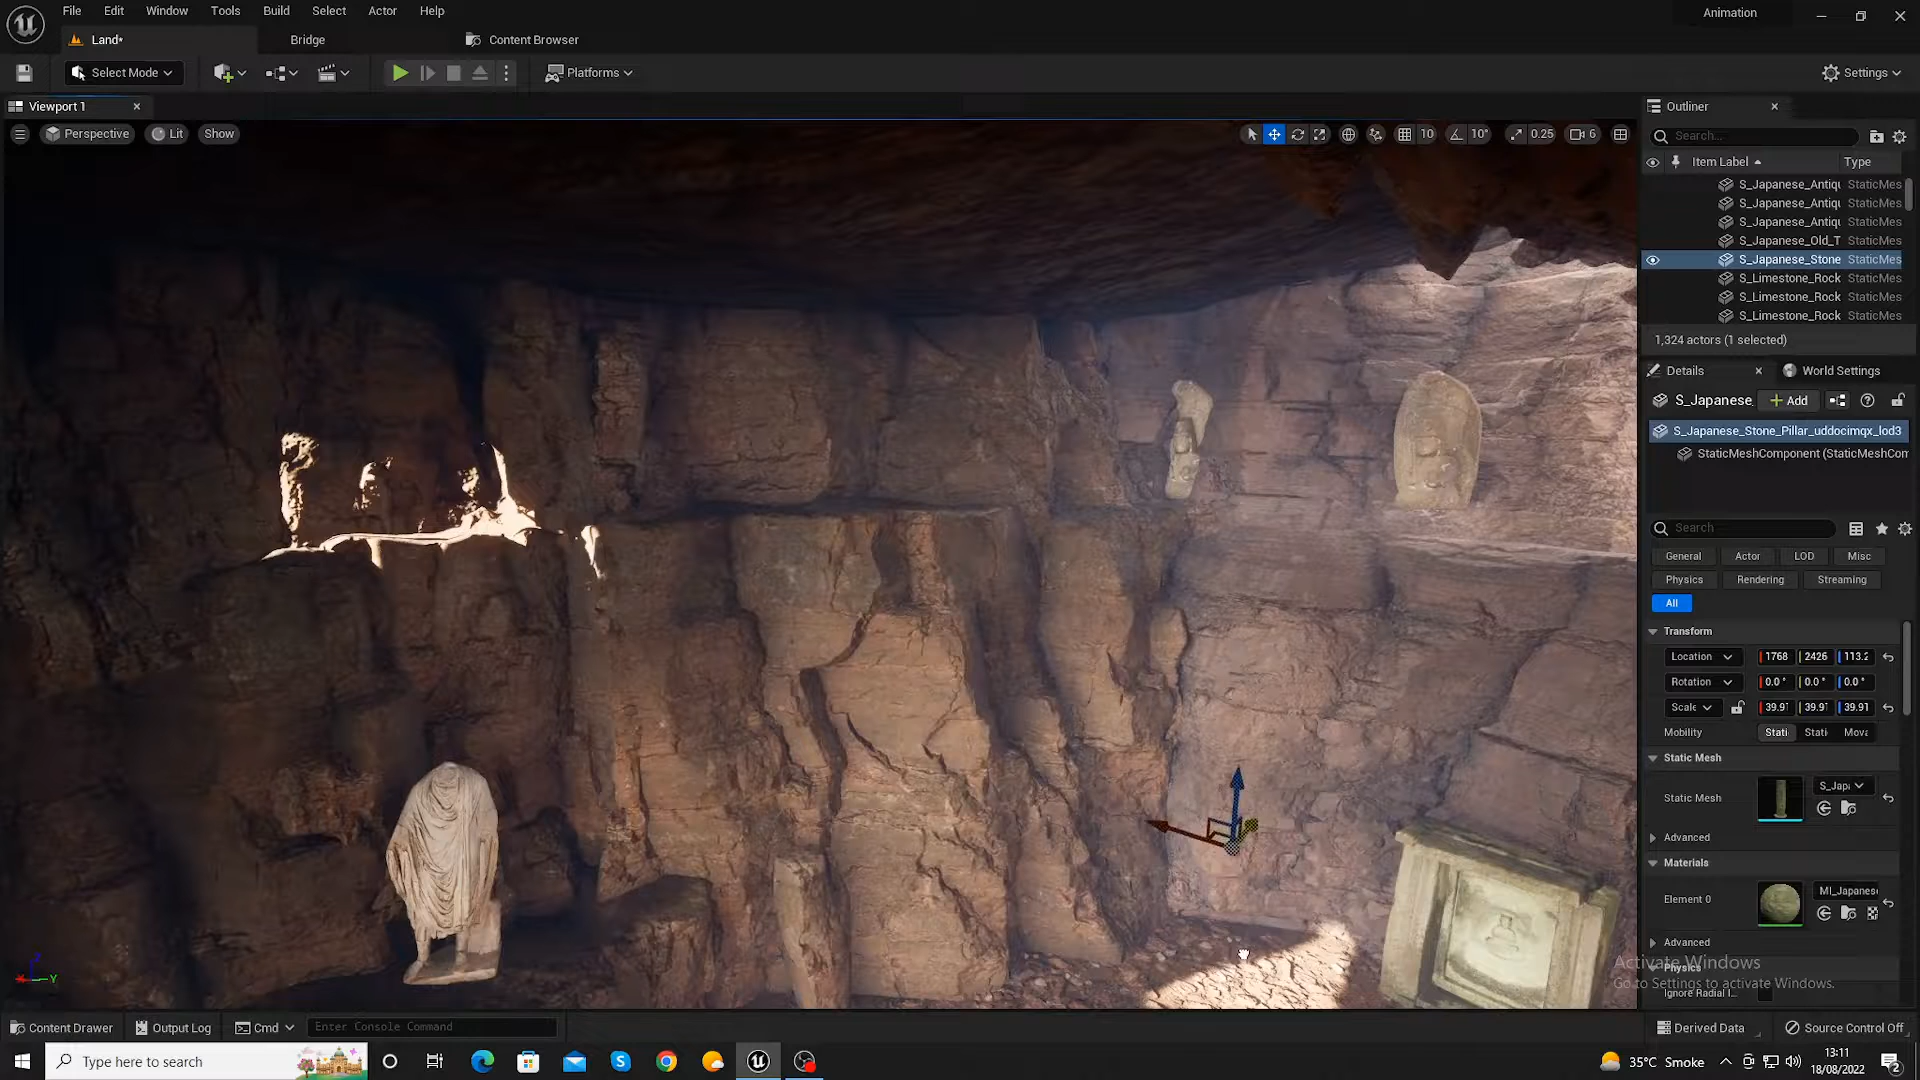 File Edit Window Tools Build Select Actor Help
Animation
Land*
Bridge
Content Browser
Select Mode
Platforms
Settings
Viewport 1
Perspective
Lit
Show
10
10°
0.25
6
Outliner
Search...
Item Label
Type
S_Japanese_Antiqu StaticMes
S_Japanese_Antiqu StaticMes
S_Japanese_Antiqu StaticMes
S_Japanese_Old_T StaticMes
S_Japanese_Stone StaticMes
S_Limestone_Rock StaticMes
S_Limestone_Rock StaticMes
S_Limestone_Rock StaticMes
1,324 actors (1 selected)
Details
World Settings
S_Japanese_
Add
S_Japanese_Stone_Pillar_uddocimqx_lod3
StaticMeshComponent (StaticMeshCom
Search
General Actor LOD Misc
Physics Rendering Streaming
All
Transform
Location 1768 2426 113.2
Rotation 0.0° 0.0° 0.0°
Scale 39.91 39.91 39.91
Mobility Stati Stati Mova
Static Mesh
Static Mesh
S_Japa
Advanced
Materials
Element 0
MI_Japanese
Advanced
Activate Windows
Physics
Go to Settings to activate Windows.
Ignore Radial I...
Content Drawer
Output Log
Cmd
Enter Console Command
Derived Data
Source Control Off
Type here to search
35°C Smoke
13:11
18/08/2022
2